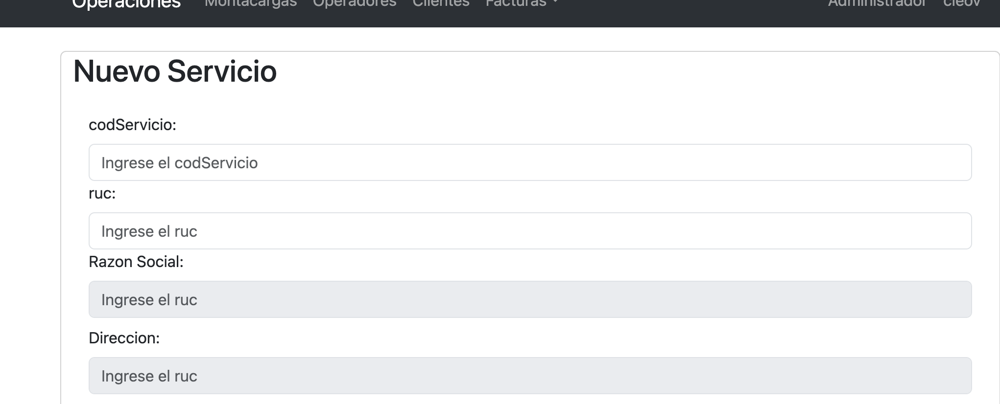 Operaciones Montacargas Operadores Clientes Facturas Administrador cleov
Nuevo Servicio
codServicio:
Ingrese el codServicio
ruc:
Ingrese el ruc
Razon Social:
Ingrese el ruc
Direccion:
Ingrese el ruc